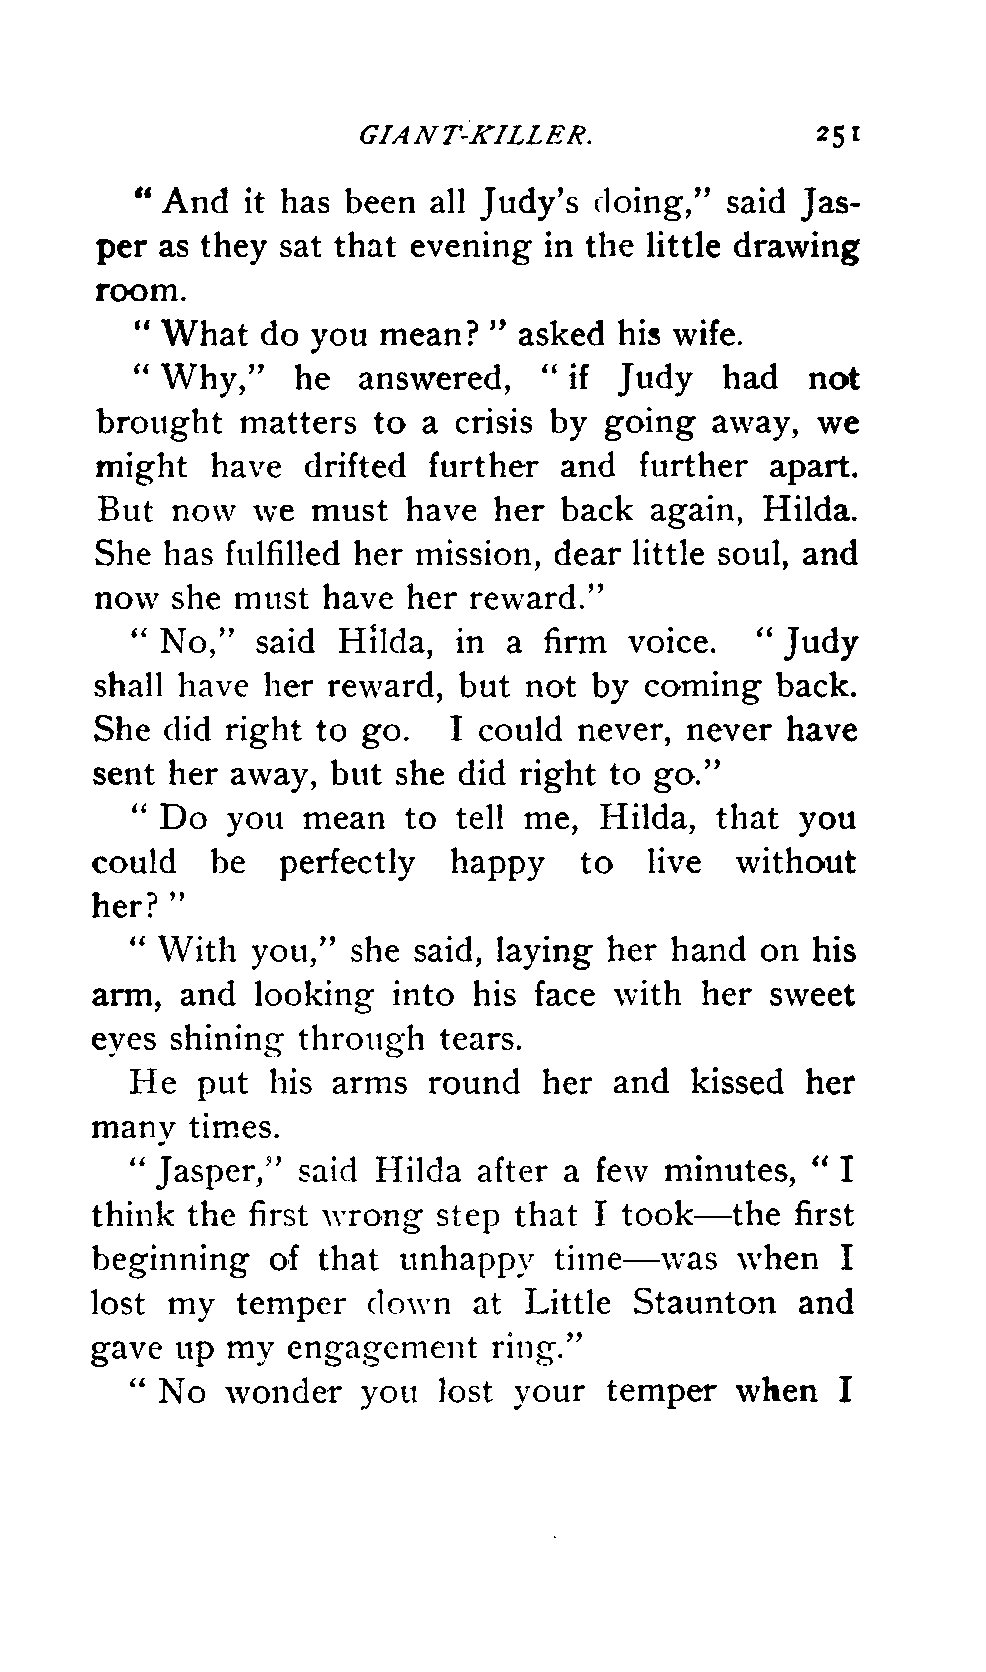 GIANT-KILLER. 251
" And it has been all Judy's doing," said Jas-
per as they sat that evening in the little drawing
room.
" What do you mean? " asked his wife.
" Why," he answered, " if Judy had not
brought matters to a crisis by going away, we
might have drifted further and further apart.
But now we must have her back again, Hilda.
She has fulfilled her mission, dear little soul, and
now she must have her reward."
" No," said Hilda, in a firm voice. " Judy
shall have her reward, but not by coming back.
She did right to go. I could never, never have
sent her away, but she did right to go."
" Do you mean to tell me, Hilda, that you
could be perfectly happy to live without
her? "
" With you," she said, laying her hand on his
arm, and looking into his face with her sweet
eyes shining through tears.
He put his arms round her and kissed her
many times.
" Jasper," said Hilda after a few minutes, " I
think the first wrong step that I took—the first
beginning of that unhappy time—was when I
lost my temper down at Little Staunton and
gave up my engagement ring."
" No wonder you lost your temper when I